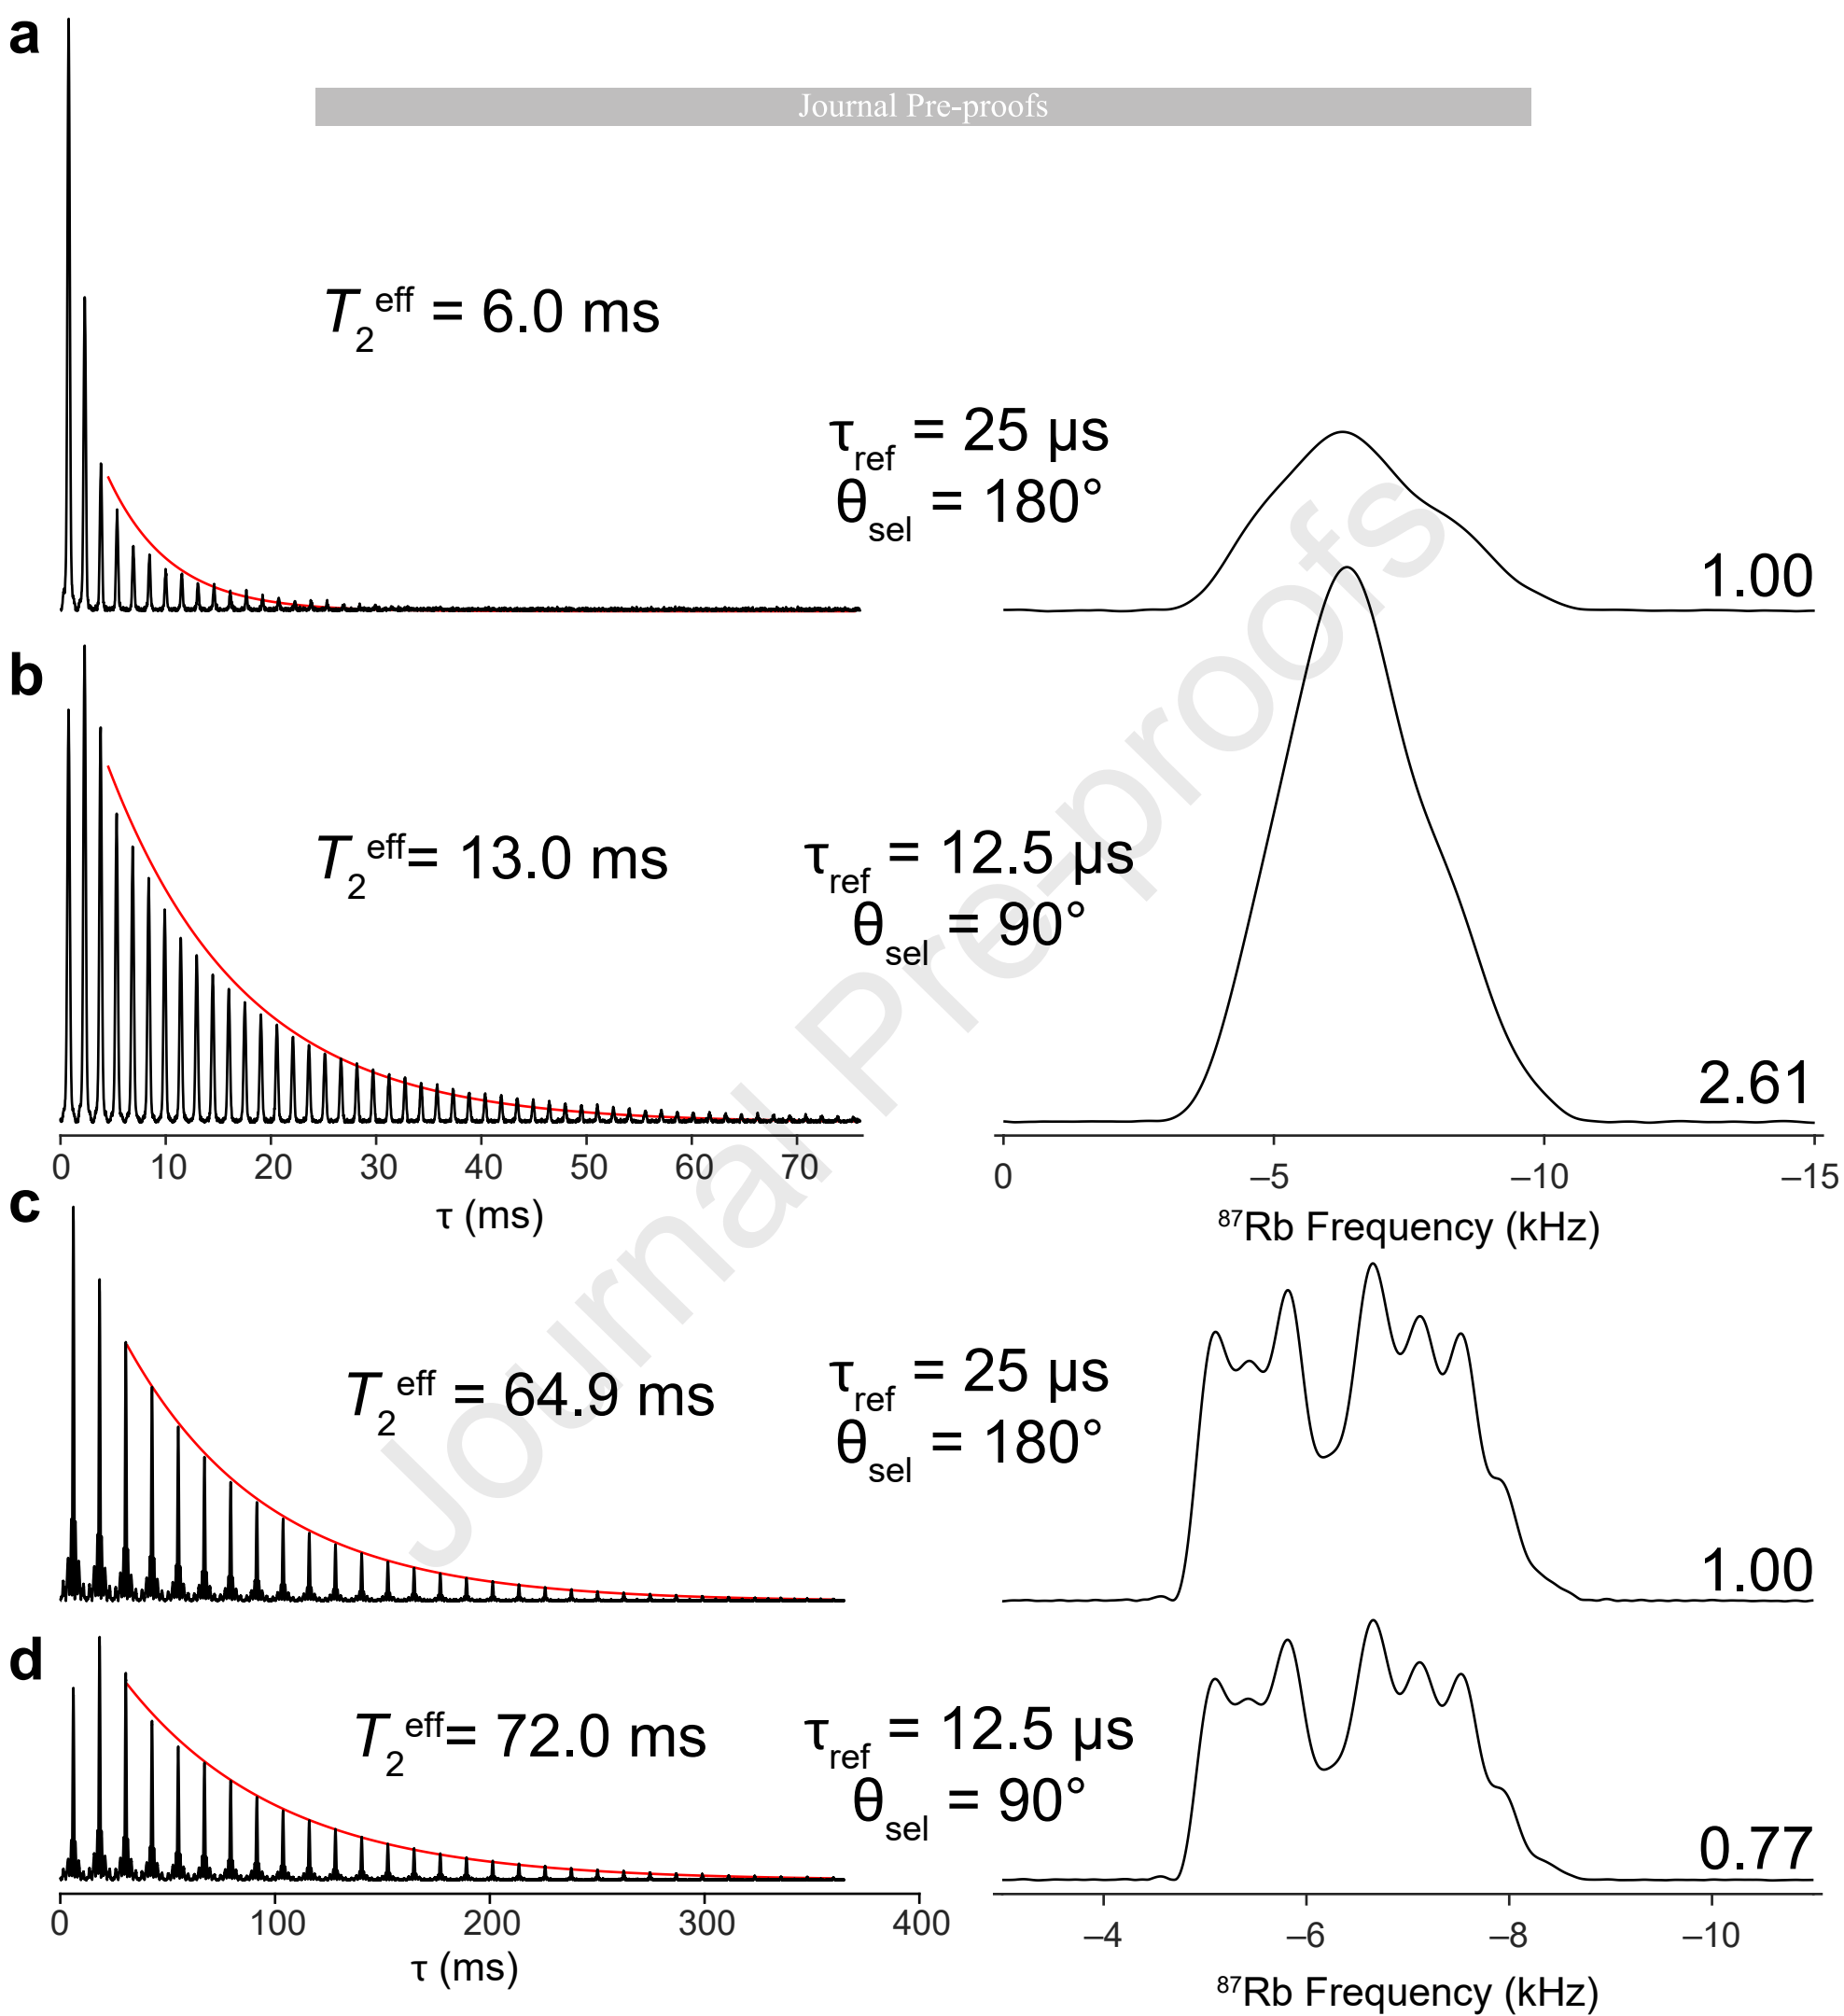 a
Journal Pre-proofs
T₂ᵉᶠᶠ = 6.0 ms
τref = 25 µs
θsel = 180°
1.00
b
T₂ᵉᶠᶠ= 13.0 ms
τref = 12.5 µs
θsel = 90°
2.61
0 10 20 30 40 50 60 70
τ (ms)
0 –5 –10 –15
⁸⁷Rb Frequency (kHz)
c
T₂ᵉᶠᶠ = 64.9 ms
τref = 25 µs
θsel = 180°
1.00
d
T₂ᵉᶠᶠ= 72.0 ms
τref = 12.5 µs
θsel = 90°
0.77
0 100 200 300 400
τ (ms)
–4 –6 –8 –10
⁸⁷Rb Frequency (kHz)
Journal Pre-proofs